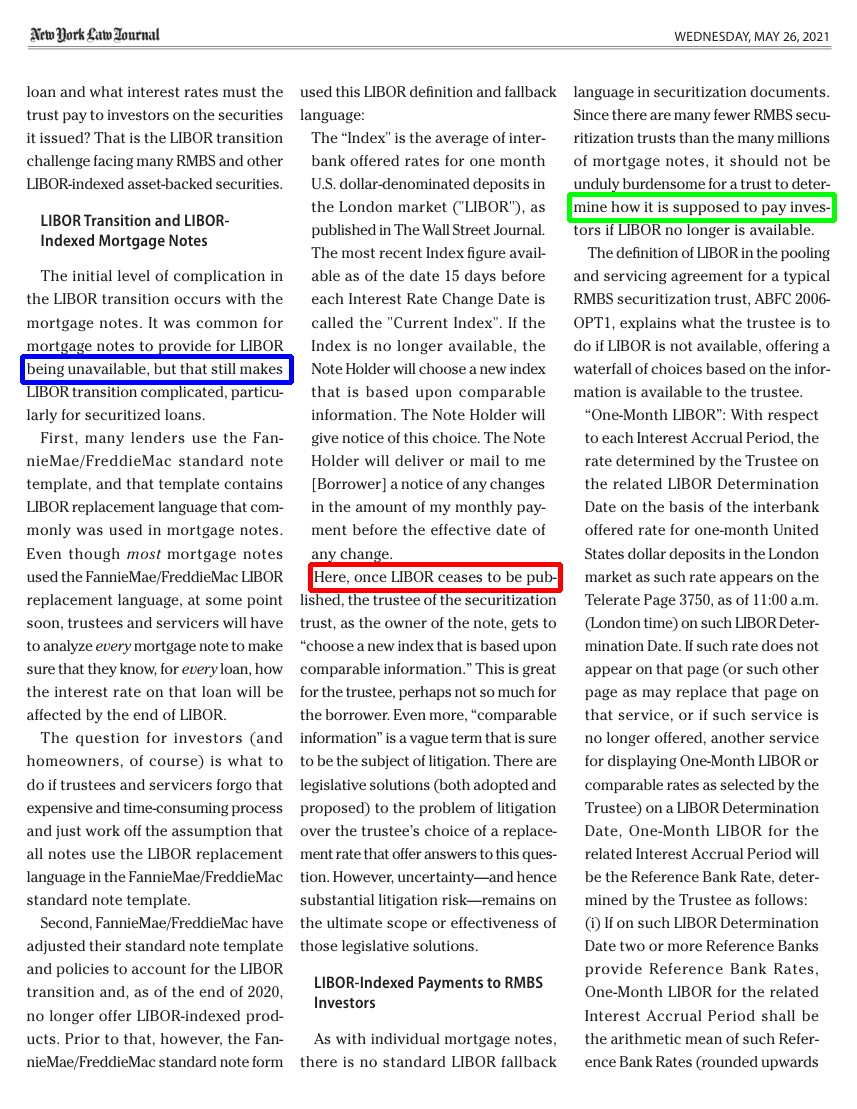 New York Law Journal
WEDNESDAY, MAY 26, 2021
loan and what interest rates must the
trust pay to investors on the securities
it issued? That is the LIBOR transition
challenge facing many RMBS and other
LIBOR-indexed asset-backed securities.
LIBOR Transition and LIBOR-
Indexed Mortgage Notes
The initial level of complication in
the LIBOR transition occurs with the
mortgage notes. It was common for
mortgage notes to provide for LIBOR
being unavailable, but that still makes
LIBOR transition complicated, particu-
larly for securitized loans.
First, many lenders use the Fan-
nieMae/FreddieMac standard note
template, and that template contains
LIBOR replacement language that com-
monly was used in mortgage notes.
Even though most mortgage notes
used the FannieMae/FreddieMac LIBOR
replacement language, at some point
soon, trustees and servicers will have
to analyze every mortgage note to make
sure that they know, for every loan, how
the interest rate on that loan will be
affected by the end of LIBOR.
The question for investors (and
homeowners, of course) is what to
do if trustees and servicers forgo that
expensive and time-consuming process
and just work off the assumption that
all notes use the LIBOR replacement
language in the FannieMae/FreddieMac
standard note template.
Second, FannieMae/FreddieMac have
adjusted their standard note template
and policies to account for the LIBOR
transition and, as of the end of 2020,
no longer offer LIBOR-indexed prod-
ucts. Prior to that, however, the Fan-
nieMae/FreddieMac standard note form
used this LIBOR definition and fallback
language:
The “Index" is the average of inter-
bank offered rates for one month
U.S. dollar-denominated deposits in
the London market ("LIBOR"), as
published in The Wall Street Journal.
The most recent Index figure avail-
able as of the date 15 days before
each Interest Rate Change Date is
called the "Current Index". If the
Index is no longer available, the
Note Holder will choose a new index
that is based upon comparable
information. The Note Holder will
give notice of this choice. The Note
Holder will deliver or mail to me
[Borrower] a notice of any changes
in the amount of my monthly pay-
ment before the effective date of
any change.
Here, once LIBOR ceases to be pub-
lished, the trustee of the securitization
trust, as the owner of the note, gets to
“choose a new index that is based upon
comparable information.” This is great
for the trustee, perhaps not so much for
the borrower. Even more, “comparable
information” is a vague term that is sure
to be the subject of litigation. There are
legislative solutions (both adopted and
proposed) to the problem of litigation
over the trustee’s choice of a replace-
ment rate that offer answers to this ques-
tion. However, uncertainty—and hence
substantial litigation risk—remains on
the ultimate scope or effectiveness of
those legislative solutions.
LIBOR-Indexed Payments to RMBS
Investors
As with individual mortgage notes,
there is no standard LIBOR fallback
language in securitization documents.
Since there are many fewer RMBS secu-
ritization trusts than the many millions
of mortgage notes, it should not be
unduly burdensome for a trust to deter-
mine how it is supposed to pay inves-
tors if LIBOR no longer is available.
The definition of LIBOR in the pooling
and servicing agreement for a typical
RMBS securitization trust, ABFC 2006-
OPT1, explains what the trustee is to
do if LIBOR is not available, offering a
waterfall of choices based on the infor-
mation is available to the trustee.
“One-Month LIBOR”: With respect
to each Interest Accrual Period, the
rate determined by the Trustee on
the related LIBOR Determination
Date on the basis of the interbank
offered rate for one-month United
States dollar deposits in the London
market as such rate appears on the
Telerate Page 3750, as of 11:00 a.m.
(London time) on such LIBOR Deter-
mination Date. If such rate does not
appear on that page (or such other
page as may replace that page on
that service, or if such service is
no longer offered, another service
for displaying One-Month LIBOR or
comparable rates as selected by the
Trustee) on a LIBOR Determination
Date, One-Month LIBOR for the
related Interest Accrual Period will
be the Reference Bank Rate, deter-
mined by the Trustee as follows:
(i) If on such LIBOR Determination
Date two or more Reference Banks
provide Reference Bank Rates,
One-Month LIBOR for the related
Interest Accrual Period shall be
the arithmetic mean of such Refer-
ence Bank Rates (rounded upwards